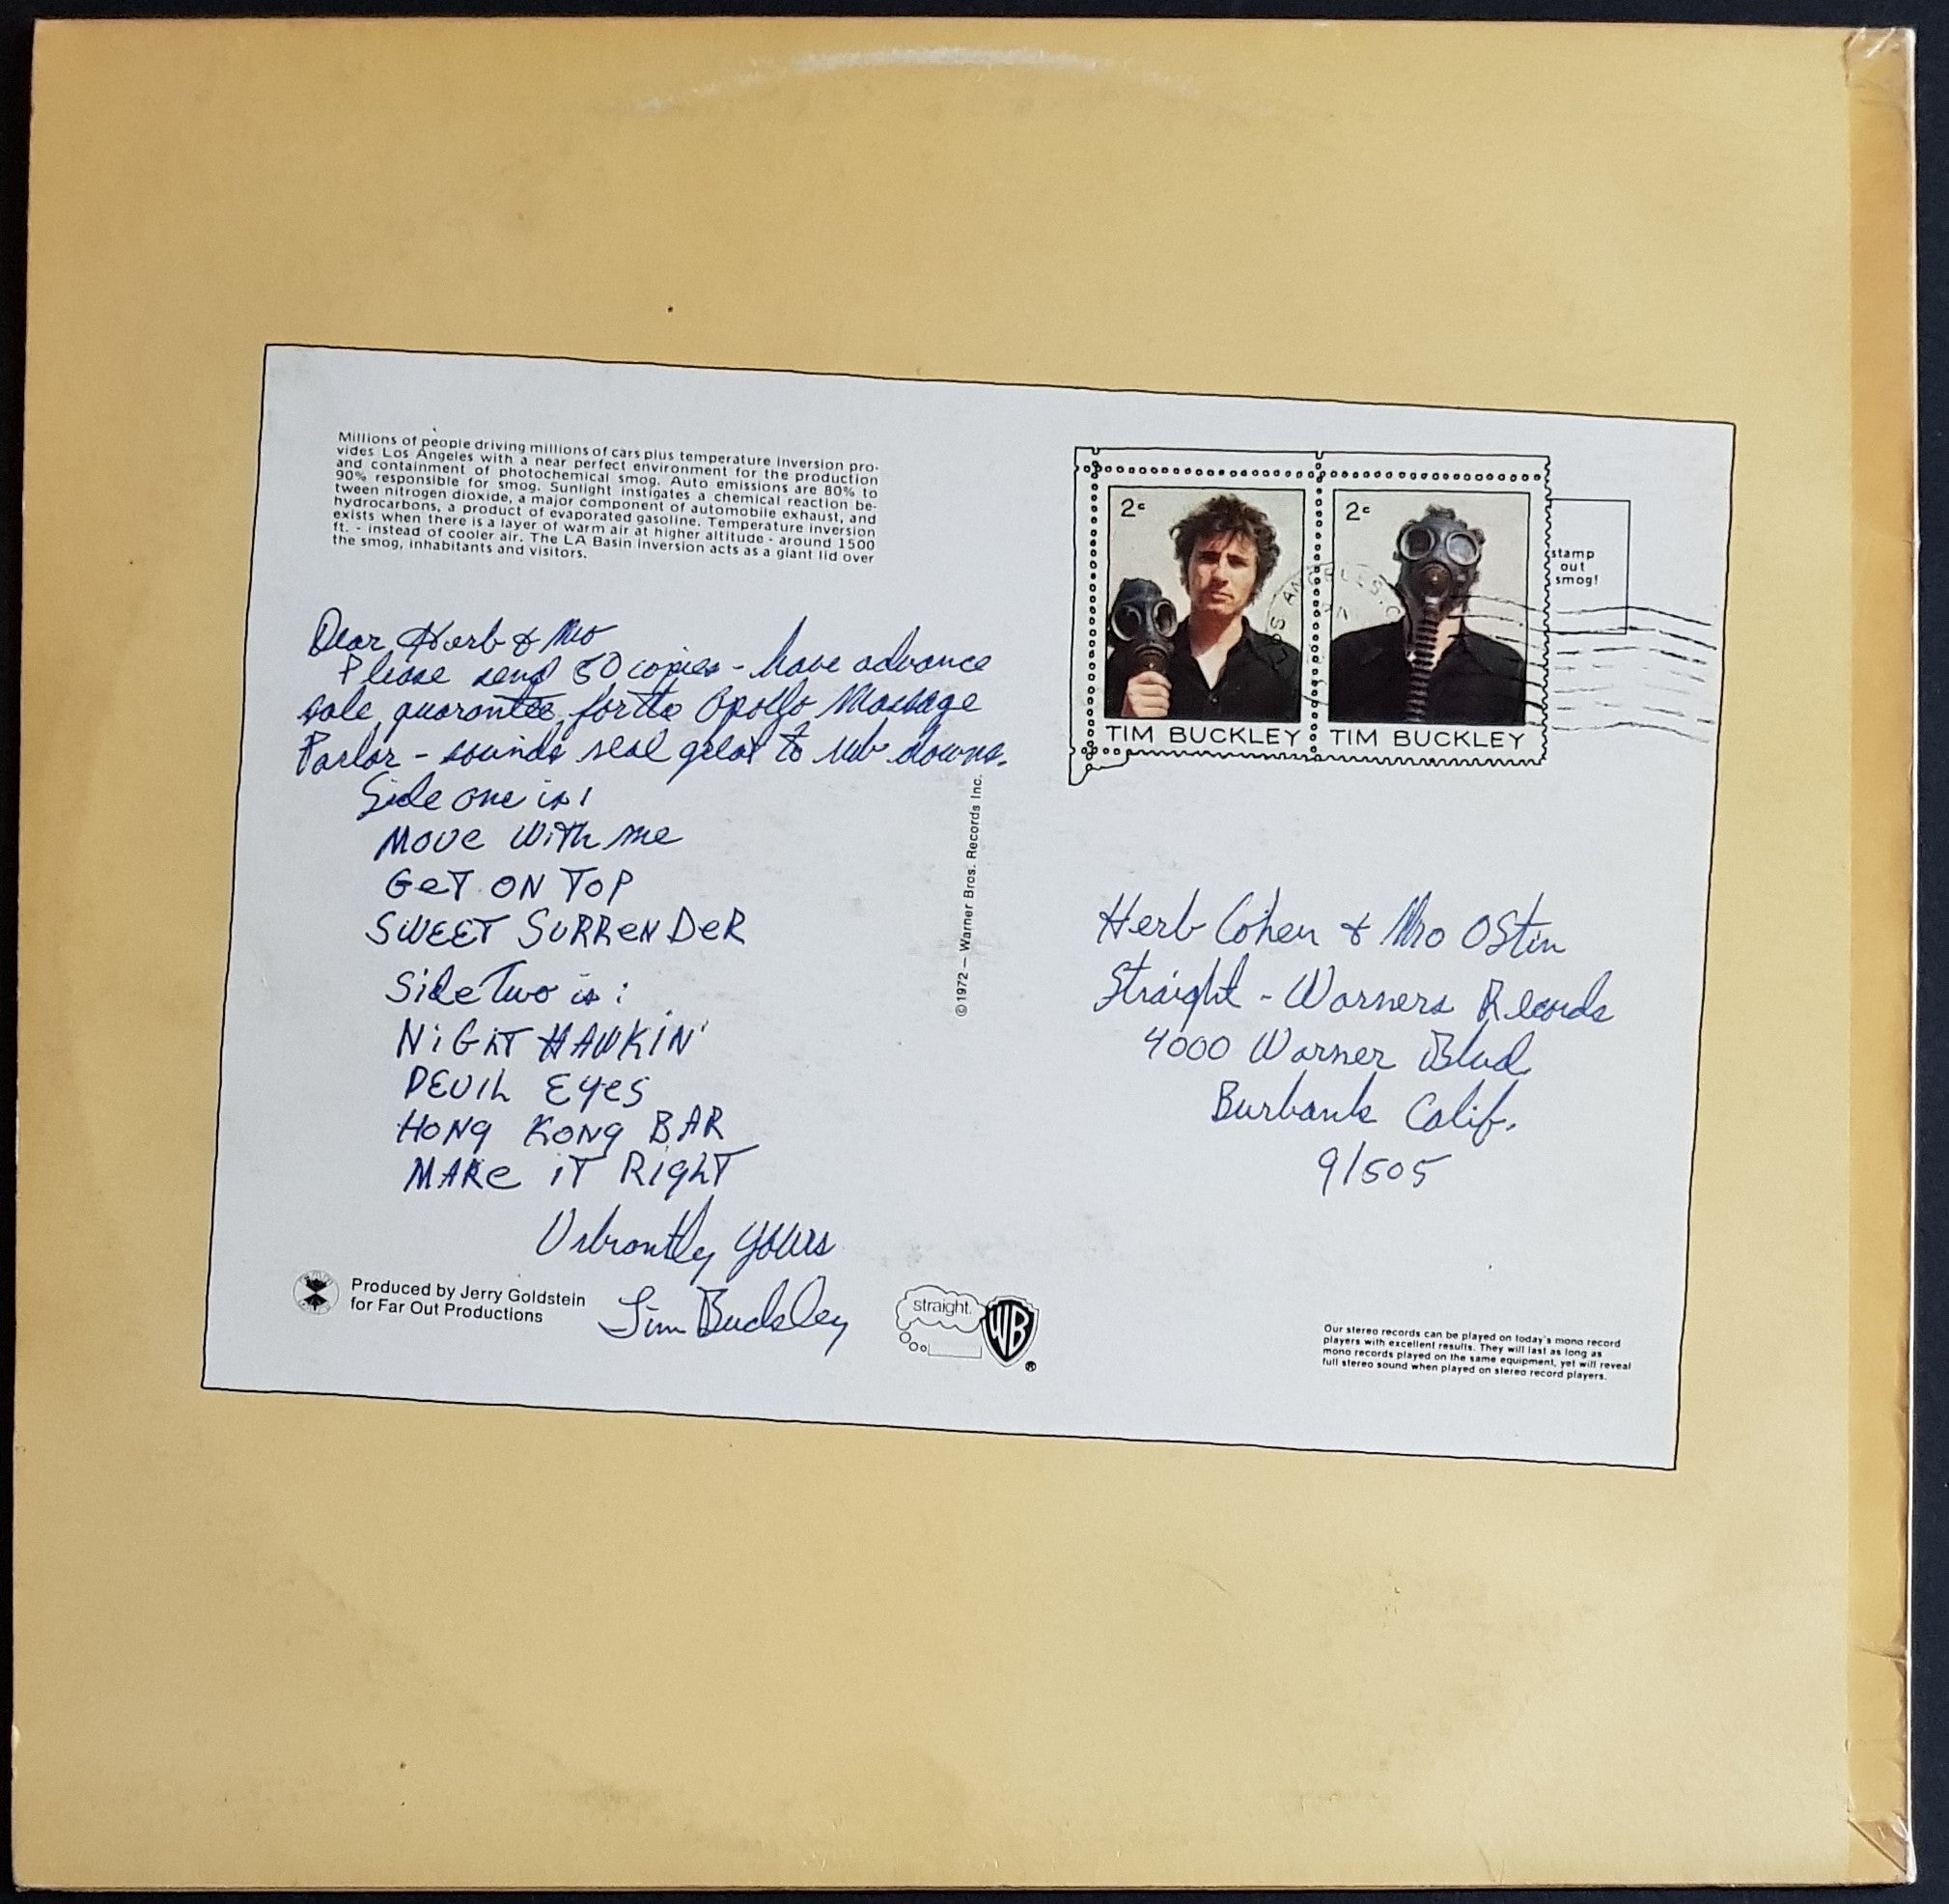 Millions of people driving millions of cars plus temperature inversion pro-
vides Los Angeles with a near perfect environment for the production
and containment of photochemical smog. Auto emissions are 80% to
90% responsible for smog. Sunlight instigates a chemical reaction be-
tween nitrogen dioxide, a major component of automobile exhaust, and
hydrocarbons, a product of evaporated gasoline. Temperature inversion
exists when there is a layer of warm air at higher altitude - around 1500
ft. - instead of cooler air. The LA Basin inversion acts as a giant lid over
the smog, inhabitants and visitors.
Dear Herb & Mo
Please send 50 copies - have advance
sale guarantee for the Apollo Massage
Parlor - sounds real great to rub downs.
Side one is!
MOVE WITH ME
GET ON TOP
SWEET SURRENDER
Side Two is:
NIGHT HAWKIN'
DEVIL EYES
HONG KONG BAR
MAKE IT RIGHT
Vibrantly yours
Tim Buckley
Produced by Jerry Goldstein
for Far Out Productions
straight.
WB
®
©1972 — Warner Bros. Records Inc.
2c
2c
TIM BUCKLEY
TIM BUCKLEY
stamp
out
smog!
Herb Cohen & Mo Ostin
Straight - Warners Records
4000 Warner Blvd
Burbank Calif.
91505
Our stereo records can be played on today's mono record
players with excellent results. They will last as long as
mono records played on the same equipment, yet will reveal
full stereo sound when played on stereo record players.